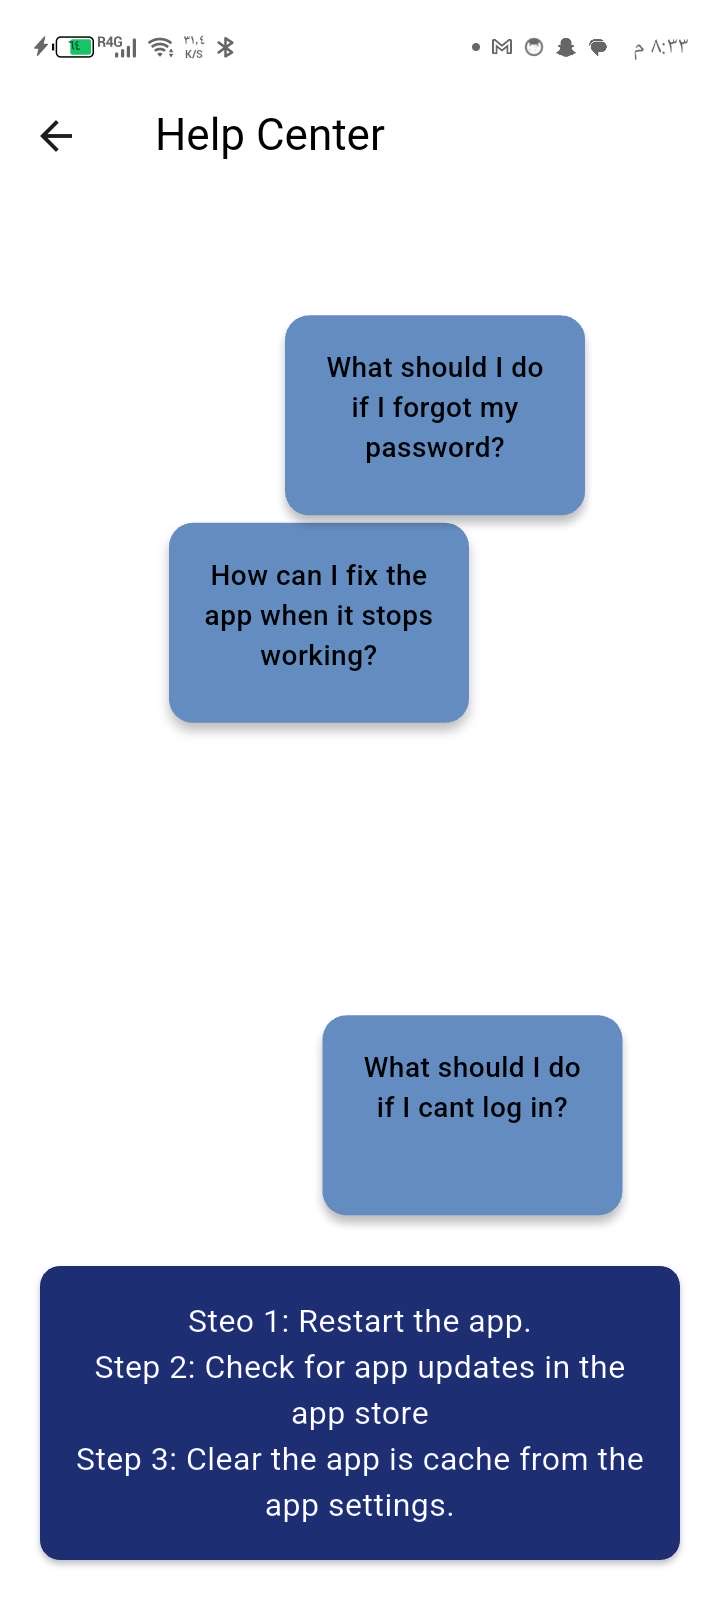 ٦٤
R4G
٣١,٤
K/S
٨:٣٣ م
Help Center
What should I do
if I forgot my
password?
How can I fix the
app when it stops
working?
What should I do
if I cant log in?
Steo 1: Restart the app.
Step 2: Check for app updates in the
app store
Step 3: Clear the app is cache from the
app settings.